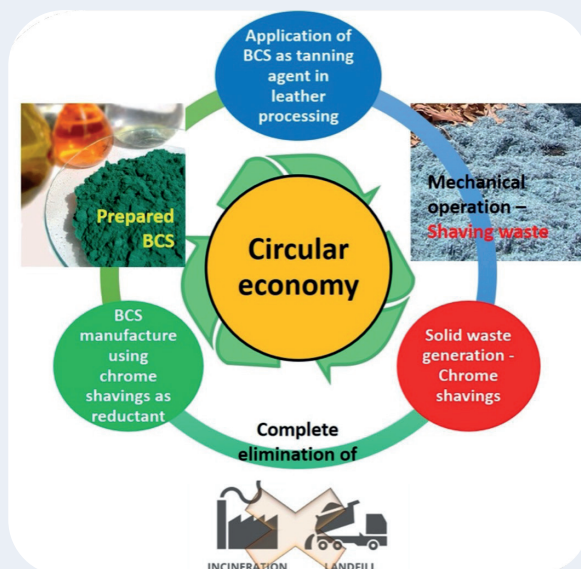 Application of
BCS as tanning
agent in
leather
processing
Prepared
BCS
Mechanical
operation –
Shaving waste
Circular
economy
BCS
manufacture
using
chrome
shavings as
reductant
Solid waste
generation -
Chrome
shavings
Complete
elimination of
INCINERATION
LANDFILL